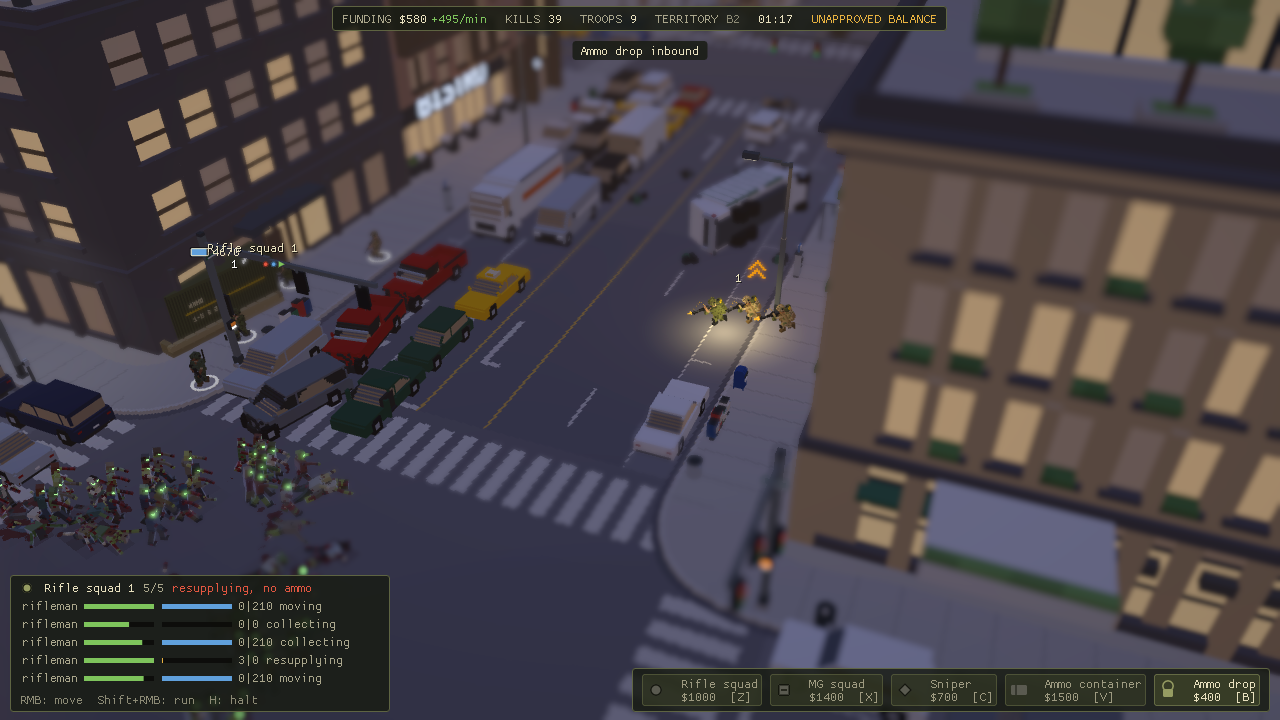 FUNDING $580 +495/min KILLS 39 TROOPS 9 TERRITORY B2 01:17 UNAPPROVED BALANCE
Ammo drop inbound
Rifle squad 1
1
1
Rifle squad 1 5/5 resupplying, no ammo
rifleman 0|210 moving
rifleman 0|0 collecting
rifleman 0|210 collecting
rifleman 3|0 resupplying
rifleman 0|210 moving
RMB: move Shift+RMB: run H: halt
Rifle squad $1000 [Z]
MG squad $1400 [X]
Sniper $700 [C]
Ammo container $1500 [V]
Ammo drop $400 [B]